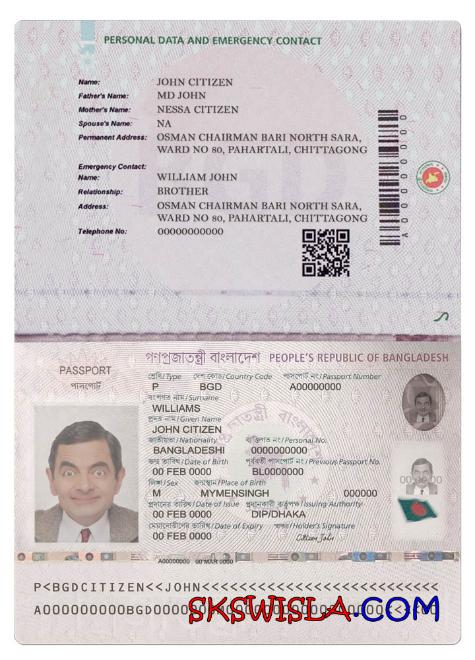 PERSONAL DATA AND EMERGENCY CONTACT
Name: JOHN CITIZEN
Father's Name: MD JOHN
Mother's Name: NESSA CITIZEN
Spouse's Name: NA
Permanent Address: OSMAN CHAIRMAN BARI NORTH SARA,
WARD NO 80, PAHARTALI, CHITTAGONG
Emergency Contact:
Name: WILLIAM JOHN
Relationship: BROTHER
Address: OSMAN CHAIRMAN BARI NORTH SARA,
WARD NO 80, PAHARTALI, CHITTAGONG
Telephone No: 00000000000
A00000000
গণপ্রজাতন্ত্রী বাংলাদেশ PEOPLE'S REPUBLIC OF BANGLADESH
PASSPORT
পাসপোর্ট
শ্রেণি/Type দেশ কোড/Country Code পাসপোর্ট নং/Passport Number
P BGD A00000000
বংশগত নাম/Surname
WILLIAMS
প্রদত্ত নাম/Given Name
JOHN CITIZEN
জাতীয়তা/Nationality ব্যক্তিগত নং/Personal No.
BANGLADESHI 0000000000
জন্ম তারিখ/Date of Birth পূর্ববর্তী পাসপোর্ট নং/Previous Passport No.
00 FEB 0000 BL0000000
লিঙ্গ/Sex জন্মস্থান/Place of Birth
M MYMENSINGH 000000
প্রদানের তারিখ/Date of Issue প্রদানকারী কর্তৃপক্ষ/Issuing Authority
00 FEB 0000 DIP/DHAKA
মেয়াদোত্তীর্ণের তারিখ/Date of Expiry স্বাক্ষর/Holder's Signature
00 FEB 0000 Citizen John
A00000000 00 MAR 0000
P<BGDCITIZEN<<JOHN<<<<<<<<<<<<<<<<<<<<<<<<<<
SKSWISLA.COM